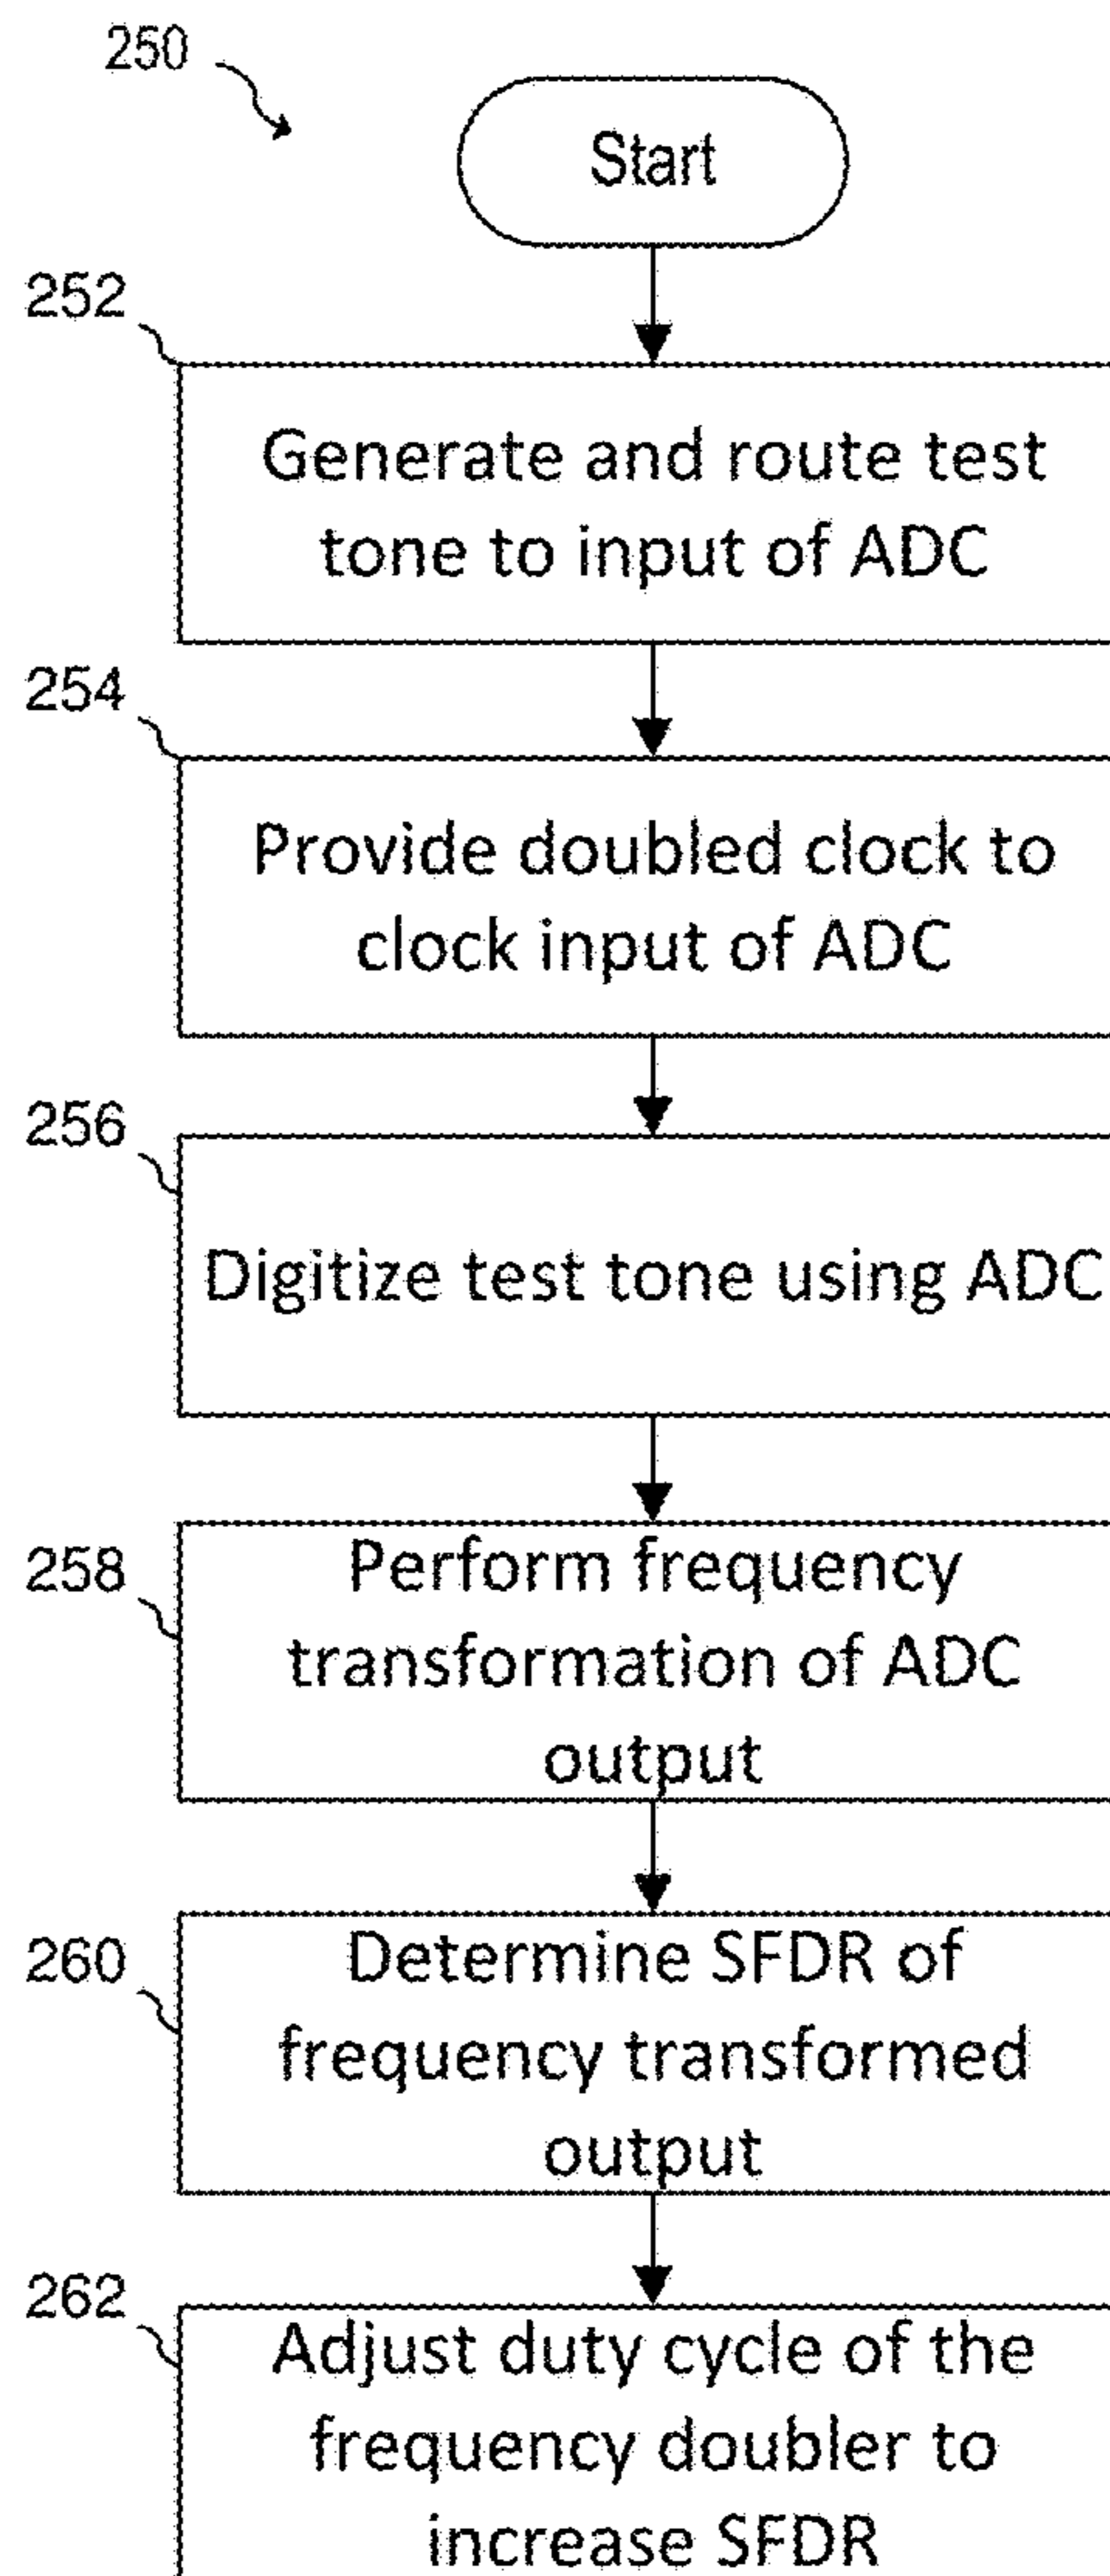 250
Start
252
Generate and route test
tone to input of ADC
254
Provide doubled clock to
clock input of ADC
256
Digitize test tone using ADC
258
Perform frequency
transformation of ADC
output
260
Determine SFDR of
frequency transformed
output
262
Adjust duty cycle of the
frequency doubler to
increase SFDR